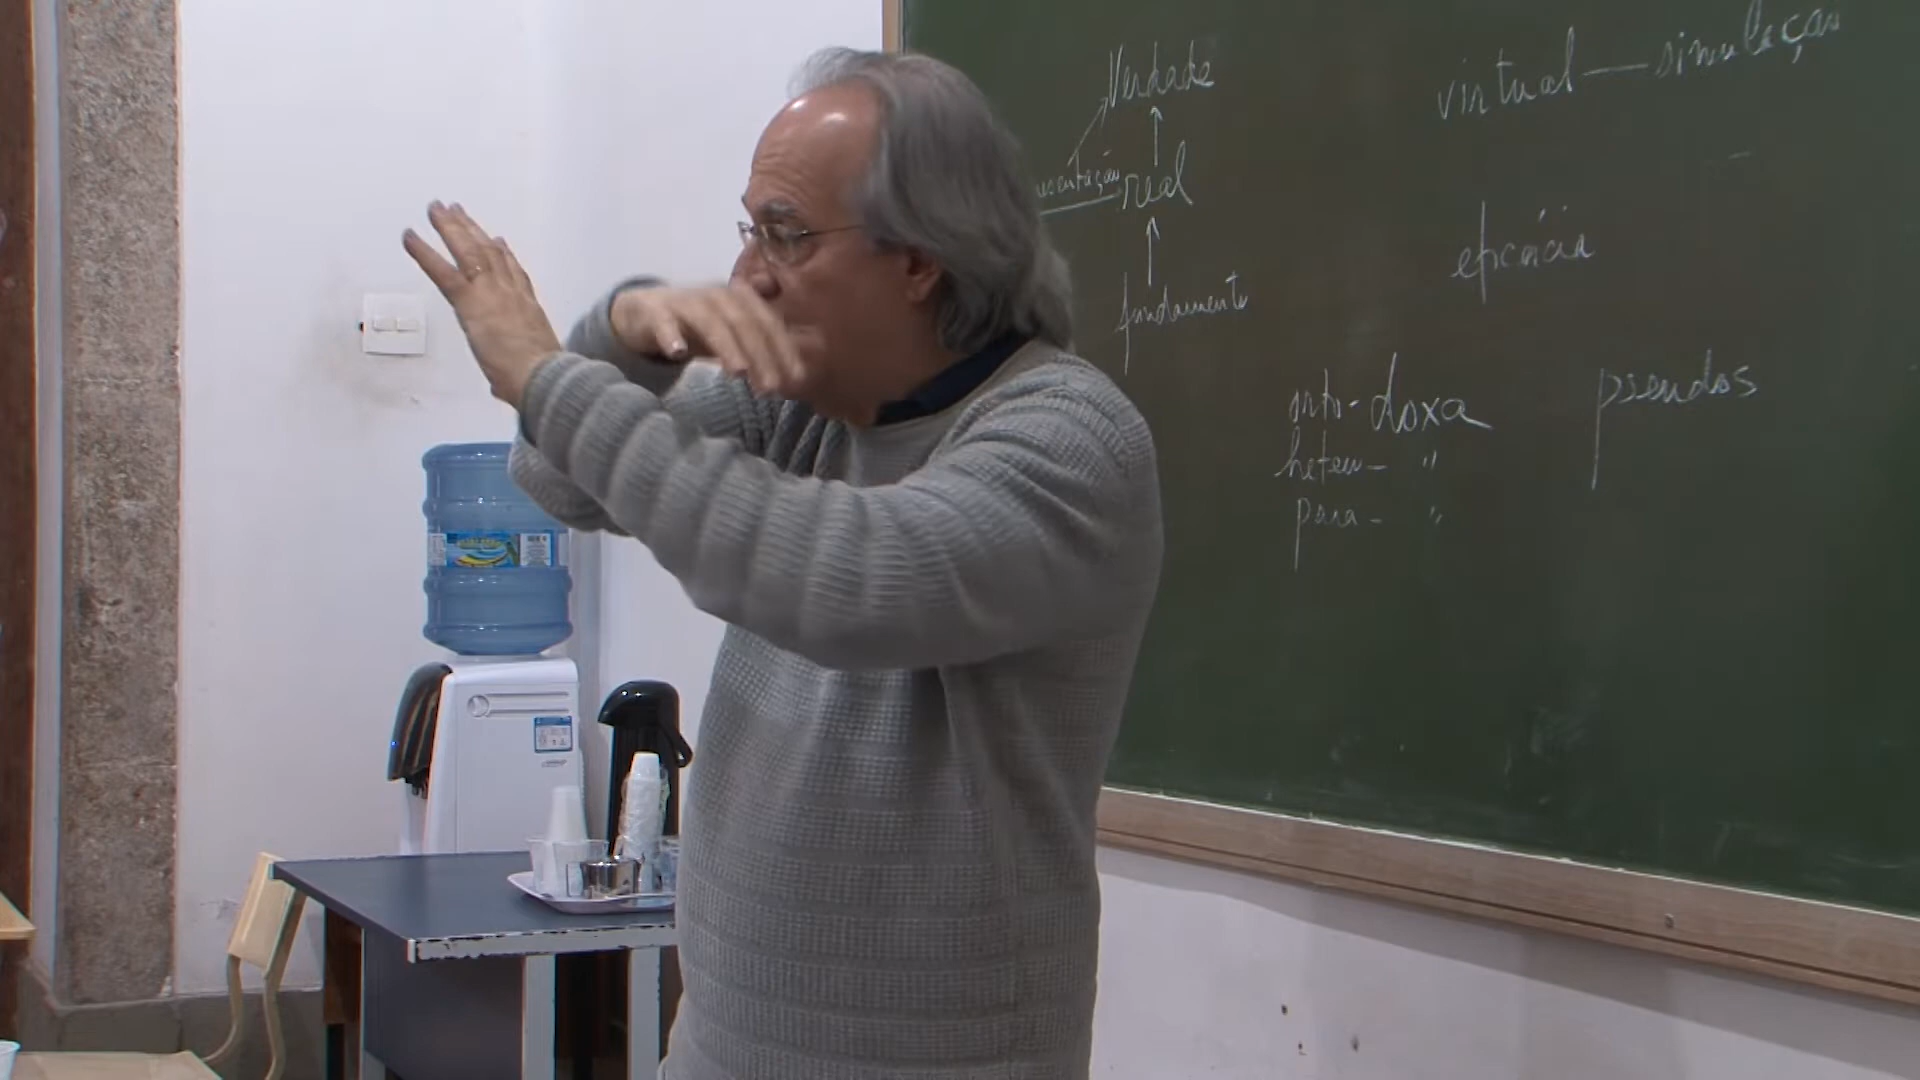 Verdade
real
fundamento
virtual — simulação
eficácia
orto- doxa
hetero- "
para- "
pseudos